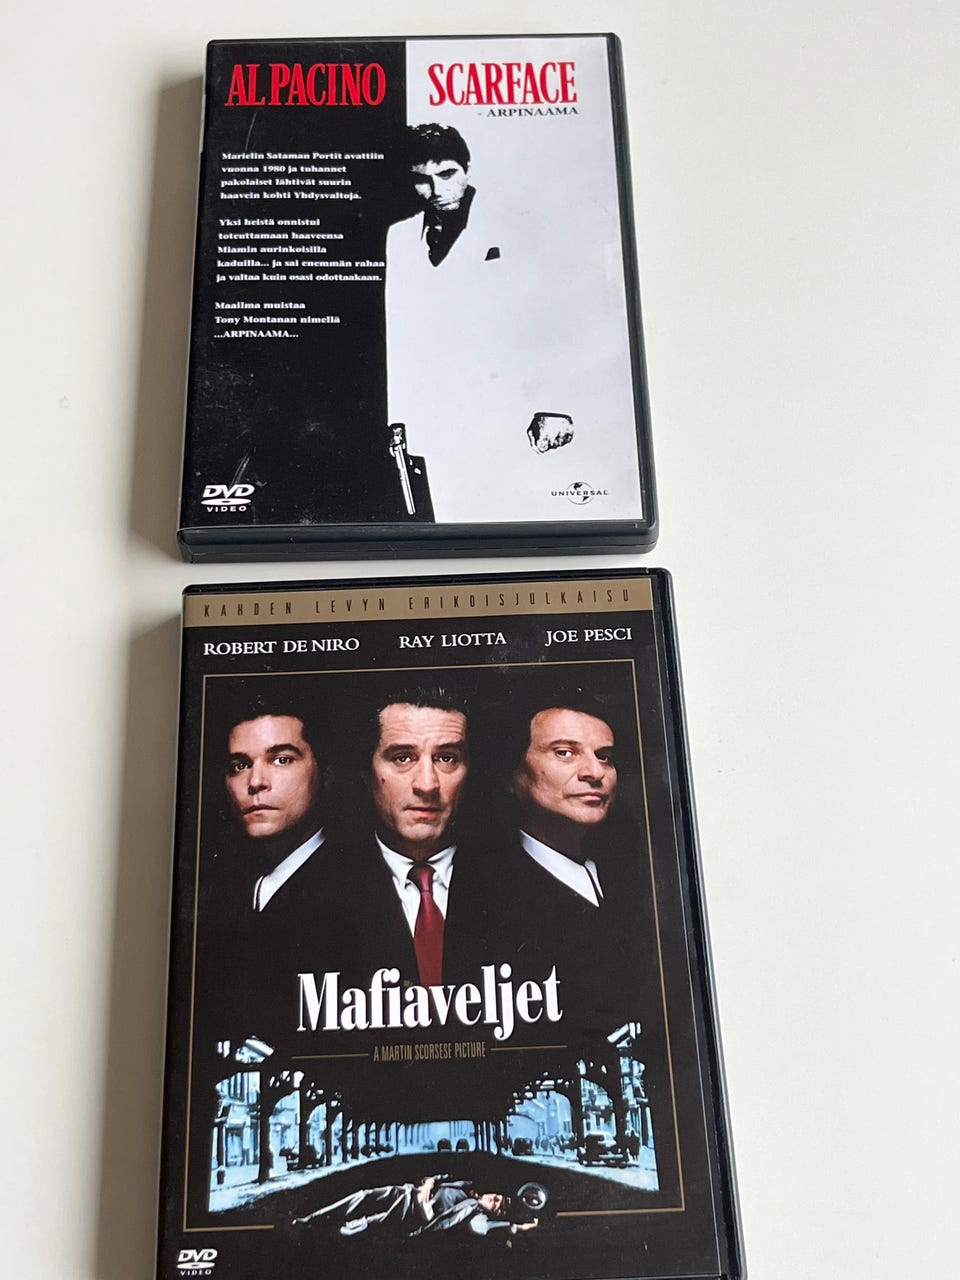 AL PACINO
SCARFACE
- ARPINAAMA
Marielin Sataman Portit avattiin
vuonna 1980 ja tuhannet
pakolaiset lähtivät suurin
haavein kohti Yhdysvaltoja.
Yksi heistä onnistui
toteuttamaan haaveensa
Miamin aurinkoisilla
kaduilla... ja sai enemmän rahaa
ja valtaa kuin osasi odottaakaan.
Maailma muistaa
Tony Montanan nimellä
...ARPINAAMA...
DVD
VIDEO
UNIVERSAL
KAHDEN LEVYN ERIKOISJULKAISU
ROBERT DE NIRO RAY LIOTTA JOE PESCI
Mafiaveljet
A MARTIN SCORSESE PICTURE
DVD
VIDEO